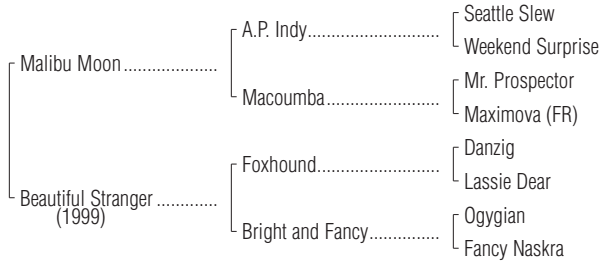 Seattle Slew
A.P. Indy............................
Weekend Surprise
Malibu Moon....................
Mr. Prospector
Macoumba........................
Maximova (FR)
Danzig
Foxhound..........................
Lassie Dear
Beautiful Stranger.............
(1999)
Ogygian
Bright and Fancy...............
Fancy Naskra